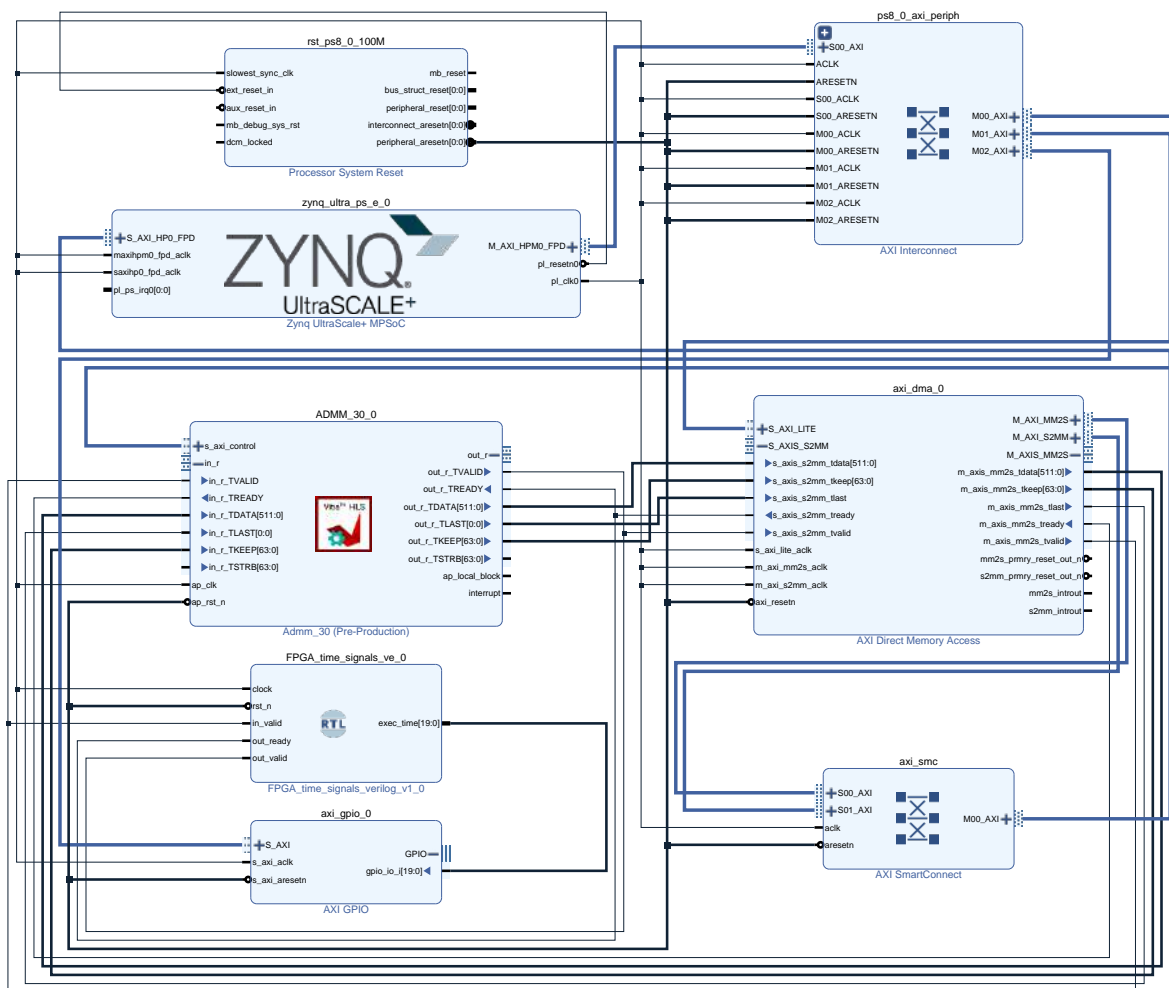 rst_ps8_0_100M
slowest_sync_clk
ext_reset_in
aux_reset_in
mb_debug_sys_rst
dcm_locked
mb_reset
bus_struct_reset[0:0]
peripheral_reset[0:0]
interconnect_aresetn[0:0]
peripheral_aresetn[0:0]
Processor System Reset
ps8_0_axi_periph
S00_AXI
ACLK
ARESETN
S00_ACLK
S00_ARESETN
M00_ACLK
M00_ARESETN
M01_ACLK
M01_ARESETN
M02_ACLK
M02_ARESETN
M00_AXI
M01_AXI
M02_AXI
AXI Interconnect
zynq_ultra_ps_e_0
S_AXI_HP0_FPD
maxihpm0_fpd_aclk
saxihp0_fpd_aclk
pl_ps_irq0[0:0]
ZYNQ
UltraSCALE+
M_AXI_HPM0_FPD
pl_resetn0
pl_clk0
Zynq UltraScale+ MPSoC
ADMM_30_0
s_axi_control
in_r
in_r_TVALID
in_r_TREADY
in_r_TDATA[511:0]
in_r_TLAST[0:0]
in_r_TKEEP[63:0]
in_r_TSTRB[63:0]
ap_clk
ap_rst_n
Vitis™ HLS
out_r
out_r_TVALID
out_r_TREADY
out_r_TDATA[511:0]
out_r_TLAST[0:0]
out_r_TKEEP[63:0]
out_r_TSTRB[63:0]
ap_local_block
interrupt
Admm_30 (Pre-Production)
axi_dma_0
S_AXI_LITE
S_AXIS_S2MM
s_axis_s2mm_tdata[511:0]
s_axis_s2mm_tkeep[63:0]
s_axis_s2mm_tlast
s_axis_s2mm_tready
s_axis_s2mm_tvalid
s_axi_lite_aclk
m_axi_mm2s_aclk
m_axi_s2mm_aclk
axi_resetn
M_AXI_MM2S
M_AXI_S2MM
M_AXIS_MM2S
m_axis_mm2s_tdata[511:0]
m_axis_mm2s_tkeep[63:0]
m_axis_mm2s_tlast
m_axis_mm2s_tready
m_axis_mm2s_tvalid
mm2s_prmry_reset_out_n
s2mm_prmry_reset_out_n
mm2s_introut
s2mm_introut
AXI Direct Memory Access
FPGA_time_signals_ve_0
clock
rst_n
in_valid
out_ready
out_valid
RTL
exec_time[19:0]
FPGA_time_signals_verilog_v1_0
axi_gpio_0
S_AXI
s_axi_aclk
s_axi_aresetn
GPIO
gpio_io_i[19:0]
AXI GPIO
axi_smc
S00_AXI
S01_AXI
aclk
aresetn
M00_AXI
AXI SmartConnect